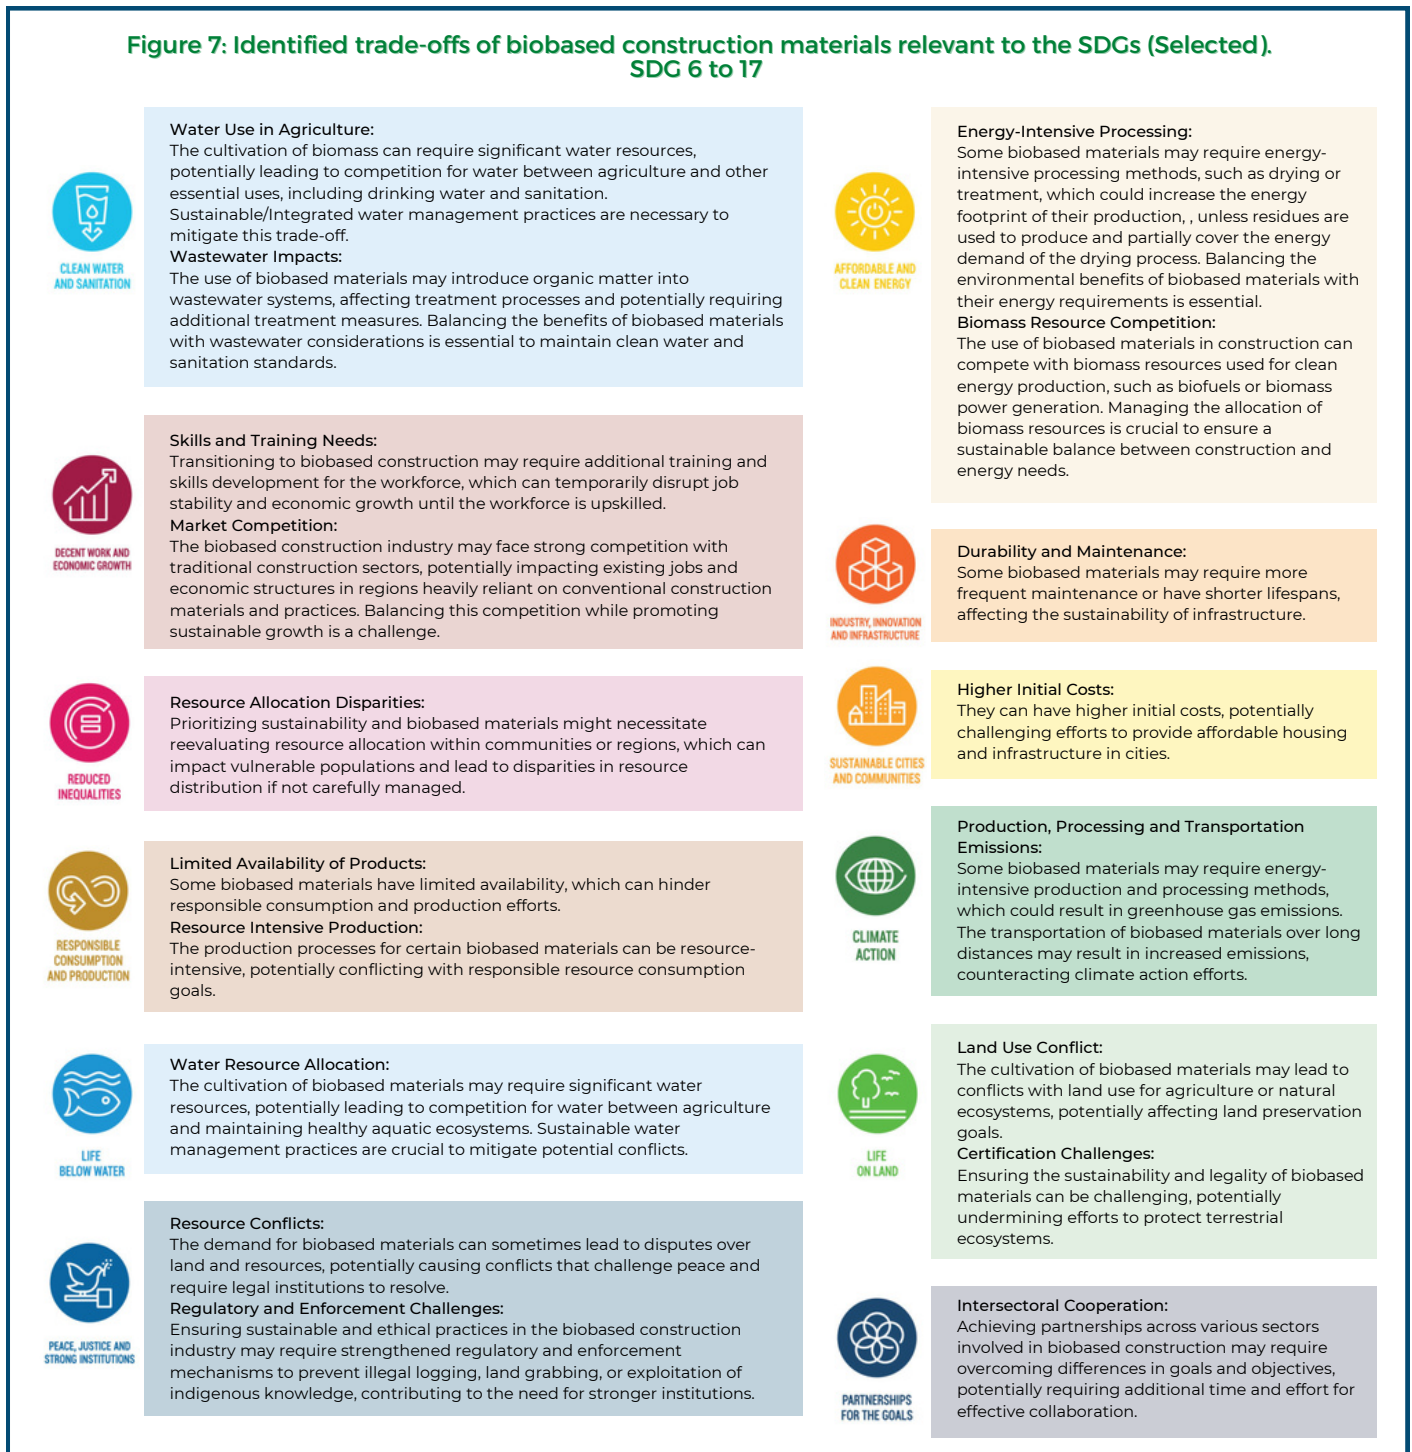 Figure 7: Identified trade-offs of biobased construction materials relevant to the SDGs (Selected).
SDG 6 to 17
CLEAN WATER
AND SANITATION
Water Use in Agriculture:
The cultivation of biomass can require significant water resources,
potentially leading to competition for water between agriculture and other
essential uses, including drinking water and sanitation.
Sustainable/Integrated water management practices are necessary to
mitigate this trade-off.
Wastewater Impacts:
The use of biobased materials may introduce organic matter into
wastewater systems, affecting treatment processes and potentially requiring
additional treatment measures. Balancing the benefits of biobased materials
with wastewater considerations is essential to maintain clean water and
sanitation standards.
AFFORDABLE AND
CLEAN ENERGY
Energy-Intensive Processing:
Some biobased materials may require energy-
intensive processing methods, such as drying or
treatment, which could increase the energy
footprint of their production, , unless residues are
used to produce and partially cover the energy
demand of the drying process. Balancing the
environmental benefits of biobased materials with
their energy requirements is essential.
Biomass Resource Competition:
The use of biobased materials in construction can
compete with biomass resources used for clean
energy production, such as biofuels or biomass
power generation. Managing the allocation of
biomass resources is crucial to ensure a
sustainable balance between construction and
energy needs.
DECENT WORK AND
ECONOMIC GROWTH
Skills and Training Needs:
Transitioning to biobased construction may require additional training and
skills development for the workforce, which can temporarily disrupt job
stability and economic growth until the workforce is upskilled.
Market Competition:
The biobased construction industry may face strong competition with
traditional construction sectors, potentially impacting existing jobs and
economic structures in regions heavily reliant on conventional construction
materials and practices. Balancing this competition while promoting
sustainable growth is a challenge.
INDUSTRY, INNOVATION
AND INFRASTRUCTURE
Durability and Maintenance:
Some biobased materials may require more
frequent maintenance or have shorter lifespans,
affecting the sustainability of infrastructure.
REDUCED
INEQUALITIES
Resource Allocation Disparities:
Prioritizing sustainability and biobased materials might necessitate
reevaluating resource allocation within communities or regions, which can
impact vulnerable populations and lead to disparities in resource
distribution if not carefully managed.
SUSTAINABLE CITIES
AND COMMUNITIES
Higher Initial Costs:
They can have higher initial costs, potentially
challenging efforts to provide affordable housing
and infrastructure in cities.
RESPONSIBLE
CONSUMPTION
AND PRODUCTION
Limited Availability of Products:
Some biobased materials have limited availability, which can hinder
responsible consumption and production efforts.
Resource Intensive Production:
The production processes for certain biobased materials can be resource-
intensive, potentially conflicting with responsible resource consumption
goals.
CLIMATE
ACTION
Production, Processing and Transportation
Emissions:
Some biobased materials may require energy-
intensive production and processing methods,
which could result in greenhouse gas emissions.
The transportation of biobased materials over long
distances may result in increased emissions,
counteracting climate action efforts.
LIFE
BELOW WATER
Water Resource Allocation:
The cultivation of biobased materials may require significant water
resources, potentially leading to competition for water between agriculture
and maintaining healthy aquatic ecosystems. Sustainable water
management practices are crucial to mitigate potential conflicts.
LIFE
ON LAND
Land Use Conflict:
The cultivation of biobased materials may lead to
conflicts with land use for agriculture or natural
ecosystems, potentially affecting land preservation
goals.
Certification Challenges:
Ensuring the sustainability and legality of biobased
materials can be challenging, potentially
undermining efforts to protect terrestrial
ecosystems.
PEACE, JUSTICE AND
STRONG INSTITUTIONS
Resource Conflicts:
The demand for biobased materials can sometimes lead to disputes over
land and resources, potentially causing conflicts that challenge peace and
require legal institutions to resolve.
Regulatory and Enforcement Challenges:
Ensuring sustainable and ethical practices in the biobased construction
industry may require strengthened regulatory and enforcement
mechanisms to prevent illegal logging, land grabbing, or exploitation of
indigenous knowledge, contributing to the need for stronger institutions.
PARTNERSHIPS
FOR THE GOALS
Intersectoral Cooperation:
Achieving partnerships across various sectors
involved in biobased construction may require
overcoming differences in goals and objectives,
potentially requiring additional time and effort for
effective collaboration.